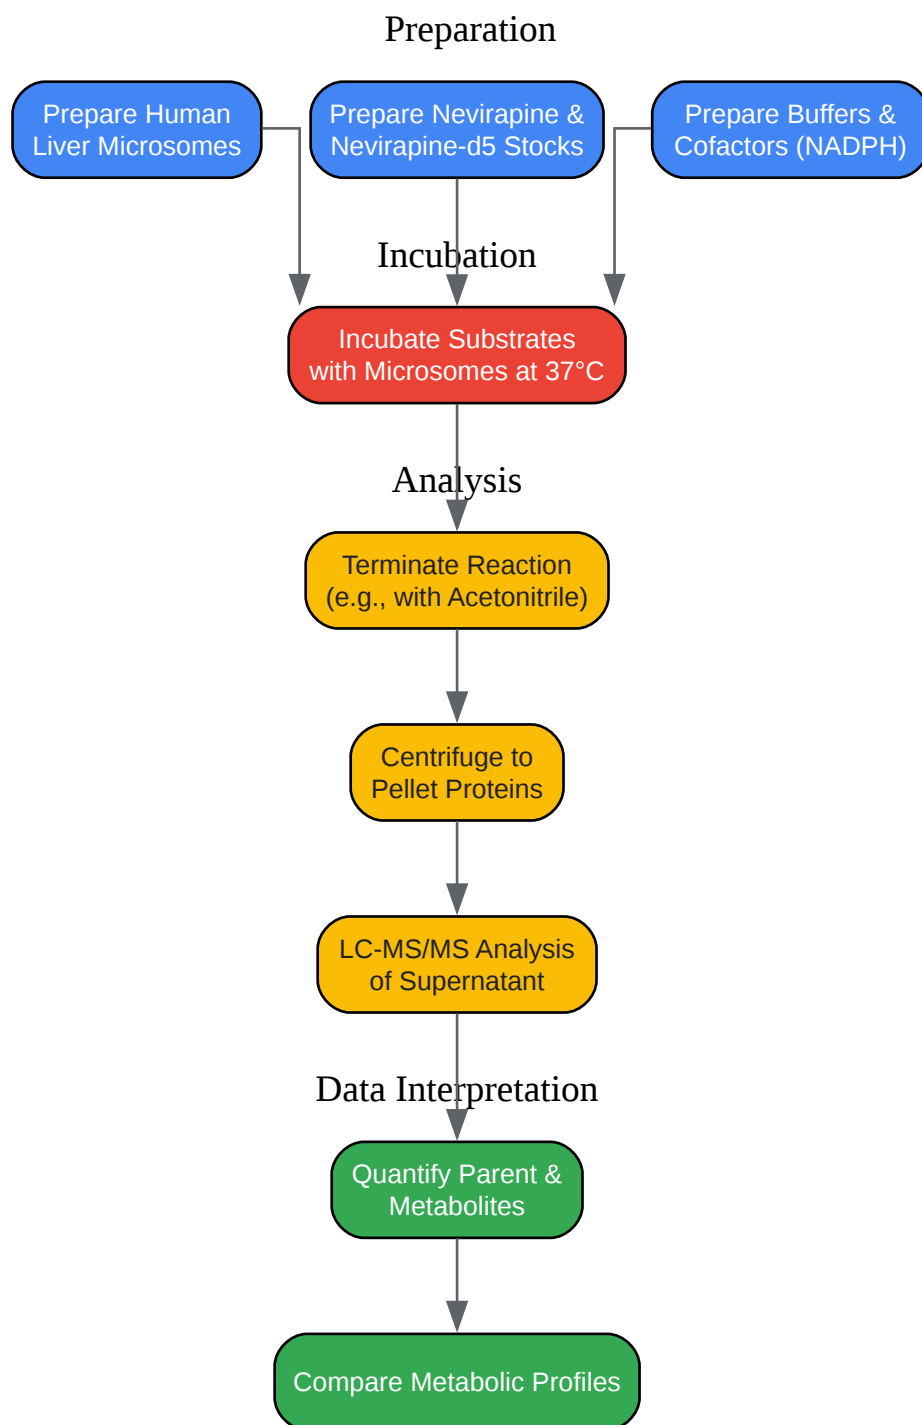 Preparation
Prepare Human
Liver Microsomes
Prepare Nevirapine &
Nevirapine-d5 Stocks
Prepare Buffers &
Cofactors (NADPH)
Incubation
Incubate Substrates
with Microsomes at 37°C
Analysis
Terminate Reaction
(e.g., with Acetonitrile)
Centrifuge to
Pellet Proteins
LC-MS/MS Analysis
of Supernatant
Data Interpretation
Quantify Parent &
Metabolites
Compare Metabolic Profiles